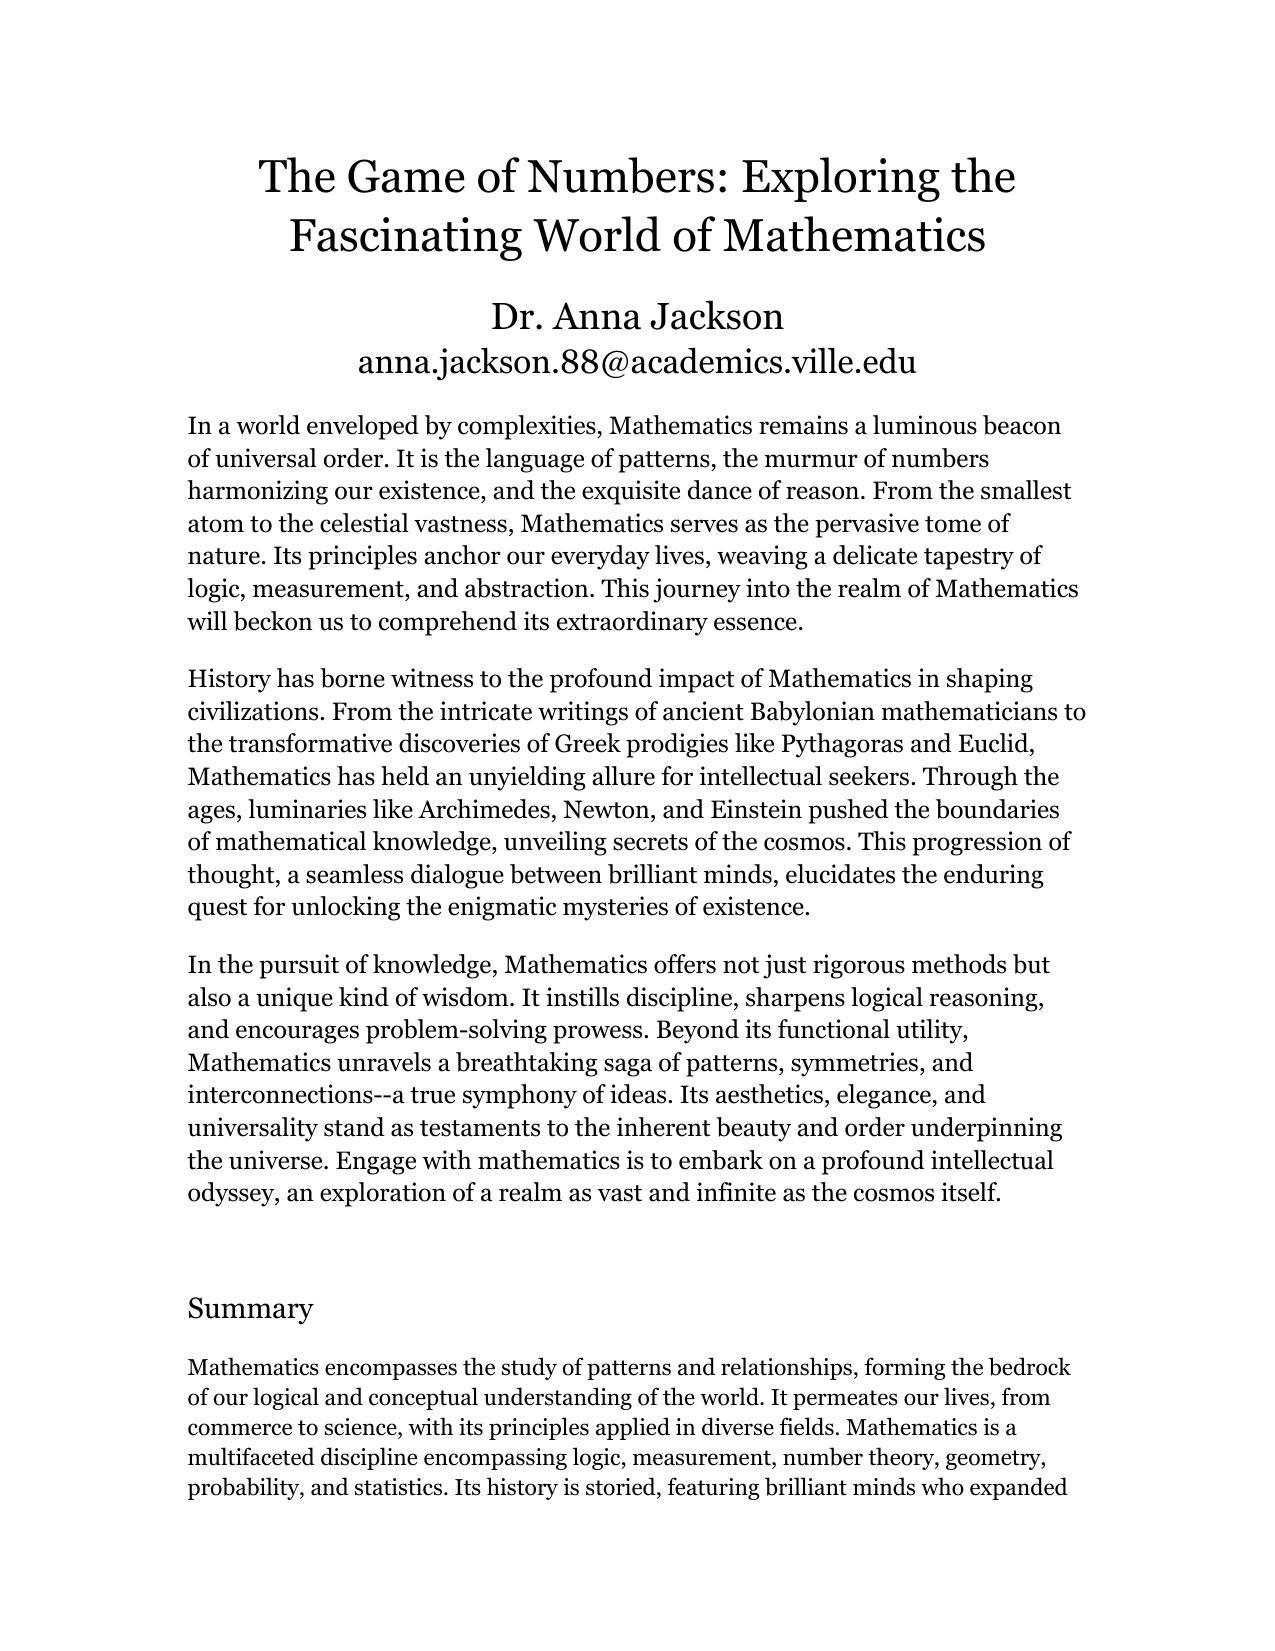 The Game of Numbers: Exploring the
Fascinating World of Mathematics
Dr. Anna Jackson
anna.jackson.88@academics.ville.edu
In a world enveloped by complexities, Mathematics remains a luminous beacon
of universal order. It is the language of patterns, the murmur of numbers
harmonizing our existence, and the exquisite dance of reason. From the smallest
atom to the celestial vastness, Mathematics serves as the pervasive tome of
nature. Its principles anchor our everyday lives, weaving a delicate tapestry of
logic, measurement, and abstraction. This journey into the realm of Mathematics
will beckon us to comprehend its extraordinary essence.
History has borne witness to the profound impact of Mathematics in shaping
civilizations. From the intricate writings of ancient Babylonian mathematicians to
the transformative discoveries of Greek prodigies like Pythagoras and Euclid,
Mathematics has held an unyielding allure for intellectual seekers. Through the
ages, luminaries like Archimedes, Newton, and Einstein pushed the boundaries
of mathematical knowledge, unveiling secrets of the cosmos. This progression of
thought, a seamless dialogue between brilliant minds, elucidates the enduring
quest for unlocking the enigmatic mysteries of existence.
In the pursuit of knowledge, Mathematics offers not just rigorous methods but
also a unique kind of wisdom. It instills discipline, sharpens logical reasoning,
and encourages problem-solving prowess. Beyond its functional utility,
Mathematics unravels a breathtaking saga of patterns, symmetries, and
interconnections--a true symphony of ideas. Its aesthetics, elegance, and
universality stand as testaments to the inherent beauty and order underpinning
the universe. Engage with mathematics is to embark on a profound intellectual
odyssey, an exploration of a realm as vast and infinite as the cosmos itself.
Summary
Mathematics encompasses the study of patterns and relationships, forming the bedrock
of our logical and conceptual understanding of the world. It permeates our lives, from
commerce to science, with its principles applied in diverse fields. Mathematics is a
multifaceted discipline encompassing logic, measurement, number theory, geometry,
probability, and statistics. Its history is storied, featuring brilliant minds who expanded